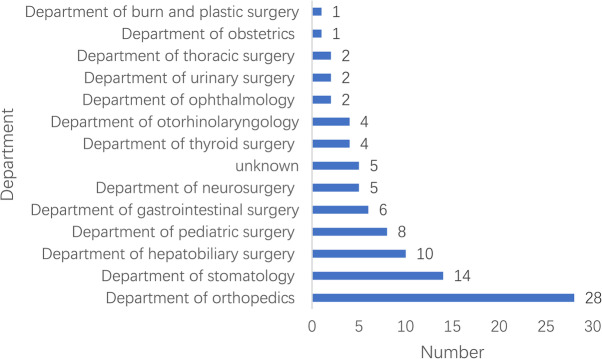 Department of burn and plastic surgery 1
Department of obstetrics 1
Department of thoracic surgery 2
Department of urinary surgery 2
Department of ophthalmology 2
Department of otorhinolaryngology 4
Department of thyroid surgery 4
unknown 5
Department of neurosurgery 5
Department of gastrointestinal surgery 6
Department of pediatric surgery 8
Department of hepatobiliary surgery 10
Department of stomatology 14
Department of orthopedics 28
0 5 10 15 20 25 30
Number
Department